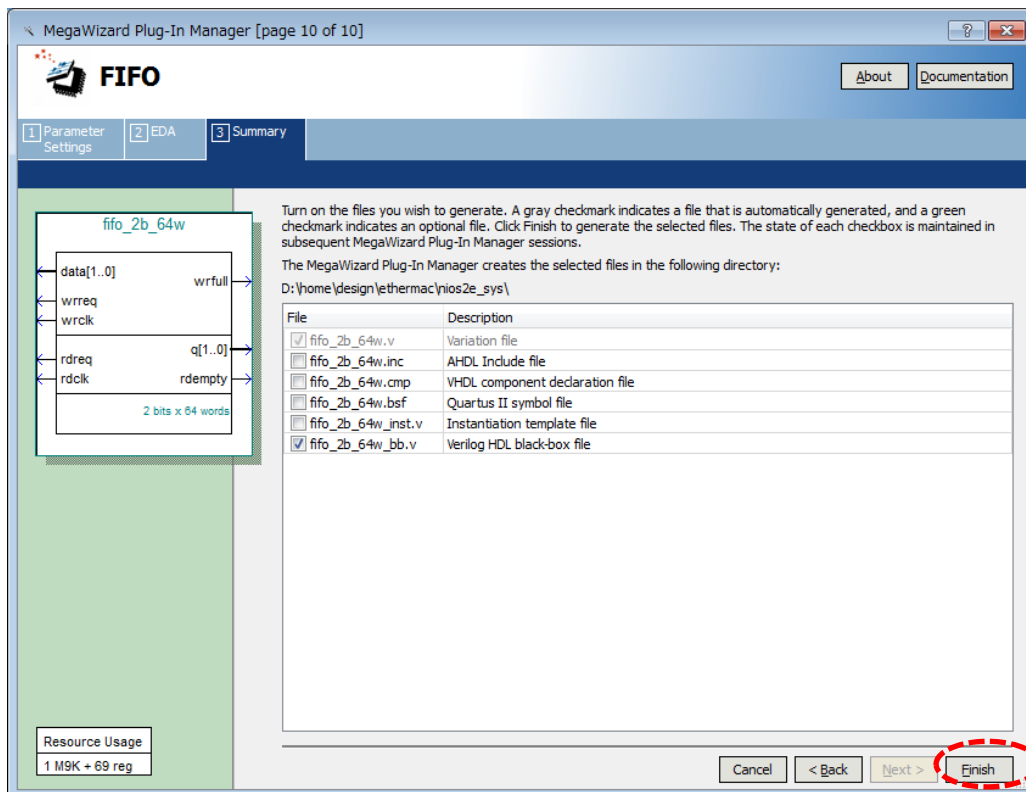 MegaWizard Plug-In Manager [page 10 of 10]
FIFO
About
Documentation
1 Parameter Settings
2 EDA
3 Summary
fifo_2b_64w
data[1..0]
wrfull
wrreq
wrclk
q[1..0]
rdreq
rdclk
rdempty
2 bits x 64 words
Turn on the files you wish to generate. A gray checkmark indicates a file that is automatically generated, and a green
checkmark indicates an optional file. Click Finish to generate the selected files. The state of each checkbox is maintained in
subsequent MegaWizard Plug-In Manager sessions.
The MegaWizard Plug-In Manager creates the selected files in the following directory:
D:\home\design\ethermac\nios2e_sys\
File Description
fifo_2b_64w.v Variation file
fifo_2b_64w.inc AHDL Include file
fifo_2b_64w.cmp VHDL component declaration file
fifo_2b_64w.bsf Quartus II symbol file
fifo_2b_64w_inst.v Instantiation template file
fifo_2b_64w_bb.v Verilog HDL black-box file
Resource Usage
1 M9K + 69 reg
Cancel
< Back
Next >
Finish